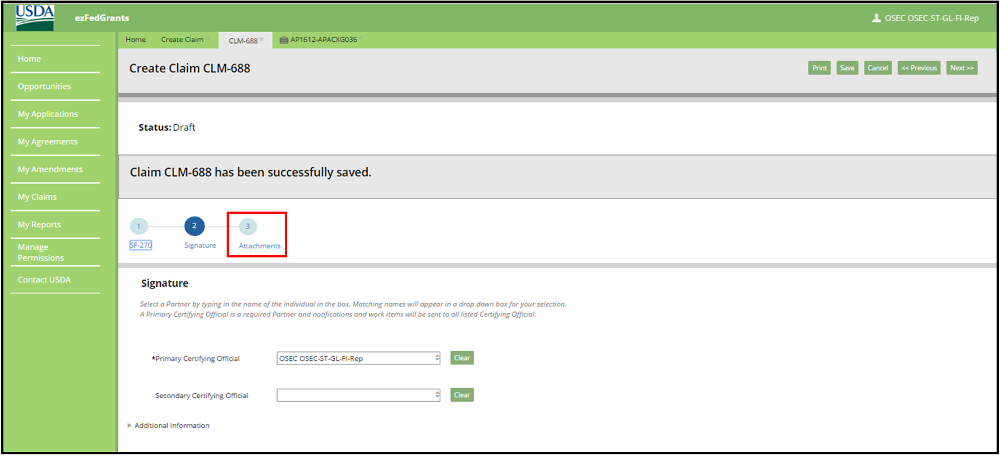 USDA
ezFedGrants
OSEC OSEC-ST-GL-FI-Rep
Home
Create Claim
CLM-688
AP1612-APACXG036
Home
Opportunities
My Applications
My Agreements
My Amendments
My Claims
My Reports
Manage
Permissions
Contact USDA
Create Claim CLM-688
Print
Save
Cancel
<< Previous
Next >>
Status: Draft
Claim CLM-688 has been successfully saved.
1
2
3
SF-270
Signature
Attachments
Signature
Select a Partner by typing in the name of the individual in the box. Matching names will appear in a drop down box for your selection.
A Primary Certifying Official is a required Partner and notifications and work items will be sent to all listed Certifying Official.
*Primary Certifying Official
OSEC OSEC-ST-GL-FI-Rep
Clear
Secondary Certifying Official
Clear
Additional Information